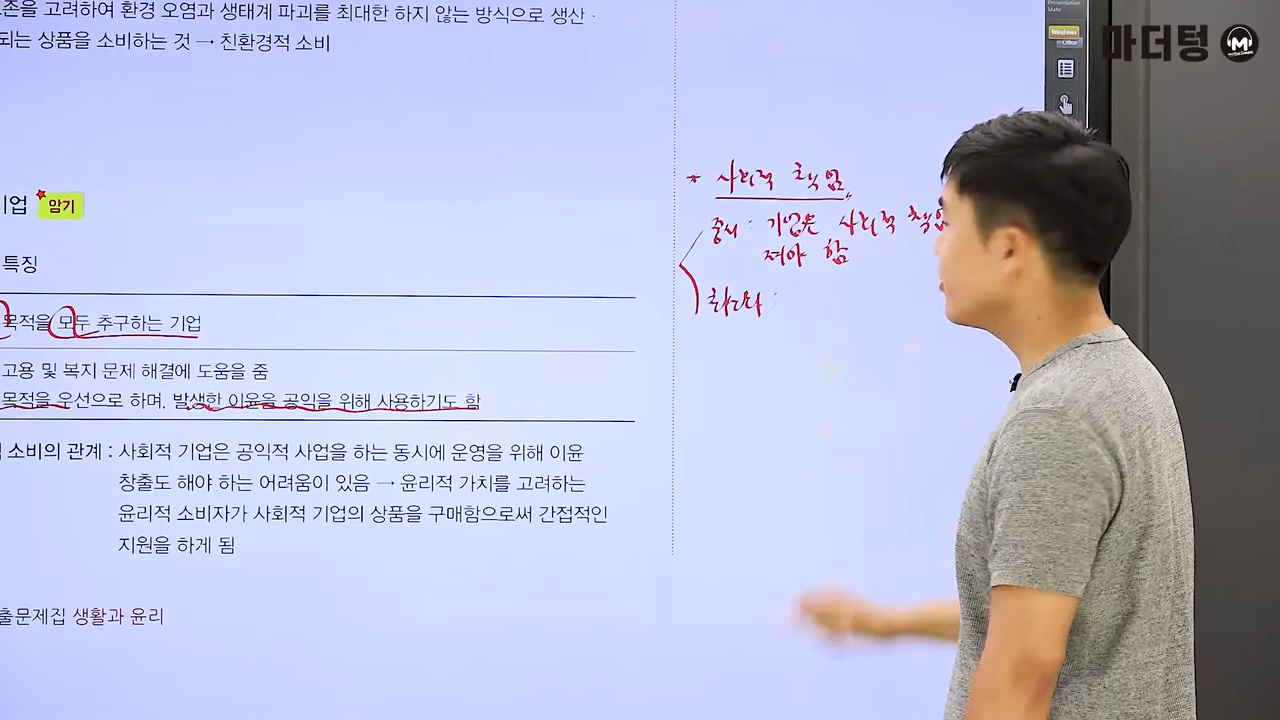 존을 고려하여 환경 오염과 생태계 파괴를 최대한 하지 않는 방식으로 생산·
되는 상품을 소비하는 것 → 친환경적 소비
기업 암기
특징
목적을 모두 추구하는 기업
고용 및 복지 문제 해결에 도움을 줌
목적을 우선으로 하며, 발생한 이윤을 공익을 위해 사용하기도 함
소비의 관계 : 사회적 기업은 공익적 사업을 하는 동시에 운영을 위해 이윤
창출도 해야 하는 어려움이 있음 → 윤리적 가치를 고려하는
윤리적 소비자가 사회적 기업의 상품을 구매함으로써 간접적인
지원을 하게 됨
출문제집 생활과 윤리
* 사회적 책임
중시 : 기업은 사회적 책임
져야 함
:
Presentation
Mate
Windows
Office
마더텅
M